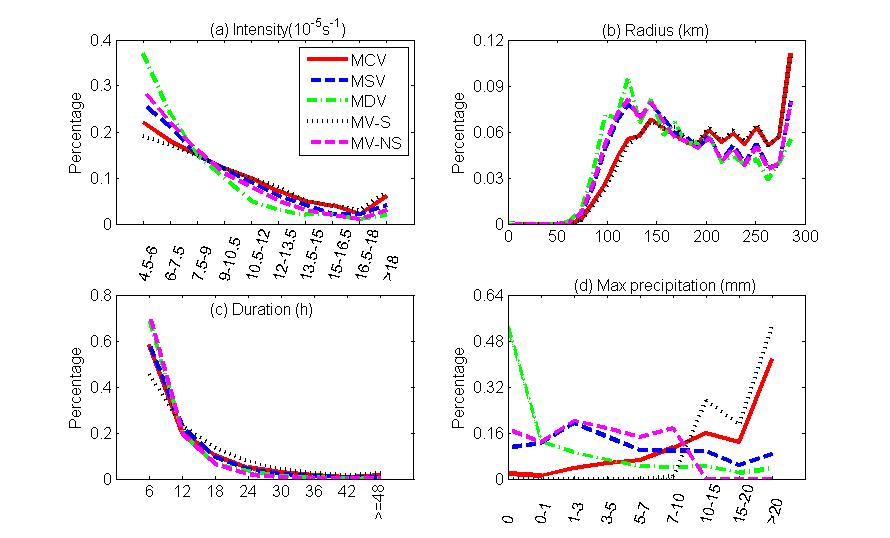 (a) Intensity(10⁻⁵s⁻¹)
Percentage
0.4
0.3
0.2
0.1
0
MCV
MSV
MDV
MV-S
MV-NS
4.5-6
6-7.5
7.5-9
9-10.5
10.5-12
12-13.5
13.5-15
15-16.5
16.5-18
>18
(b) Radius (km)
Percentage
0.12
0.09
0.06
0.03
0
0 50 100 150 200 250 300
(c) Duration (h)
Percentage
0.8
0.6
0.4
0.2
0
6 12 18 24 30 36 42 >=48
(d) Max precipitation (mm)
Percentage
0.64
0.48
0.32
0.16
0
0
0-1
1-3
3-5
5-7
7-10
10-15
15-20
>20